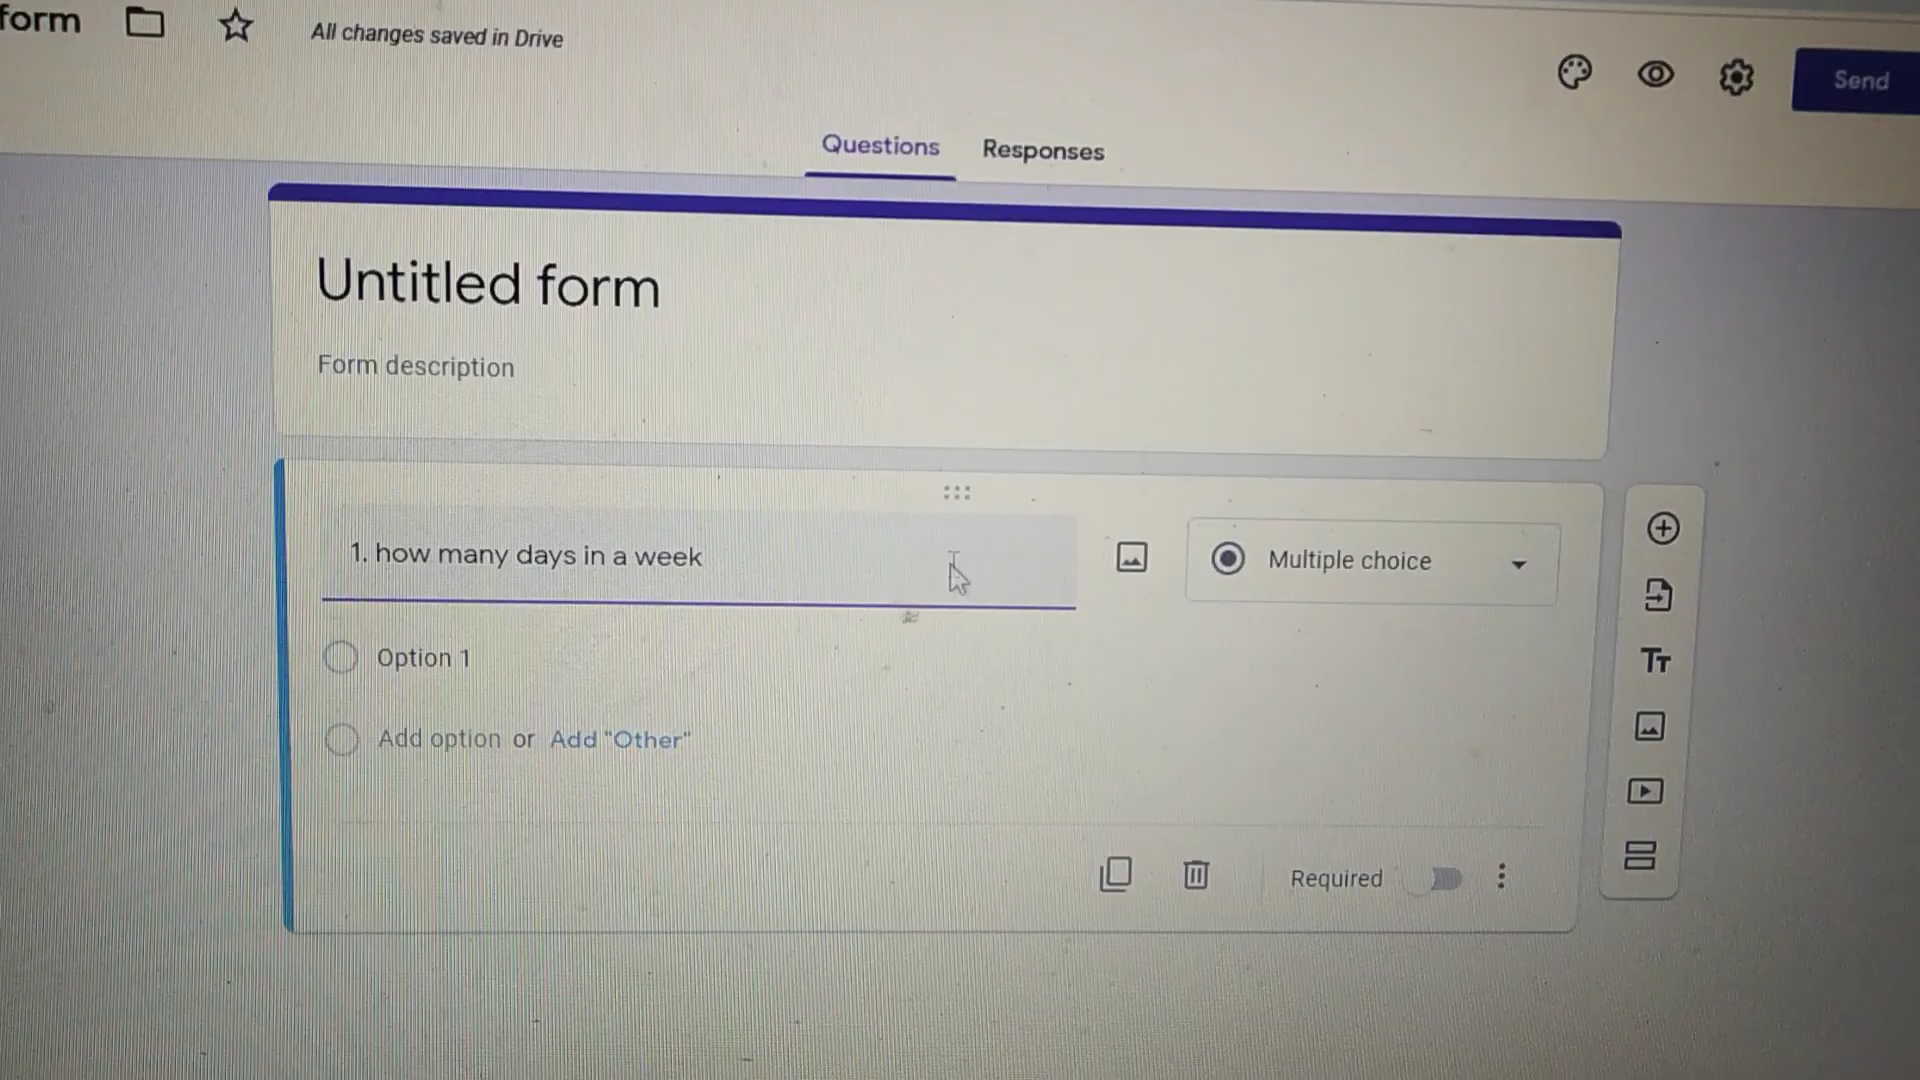 form
All changes saved in Drive
Send
Questions Responses
Untitled form
Form description
1. how many days in a week
Multiple choice
Option 1
Add option or Add "Other"
Required
Tт